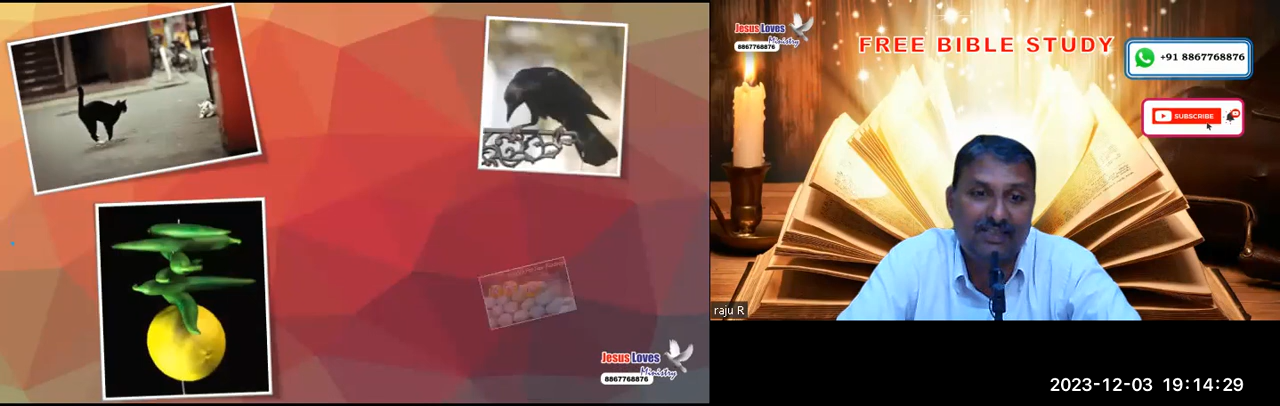 Jesus Loves
Ministry
8867768876
Jesus Loves
Ministry
8867768876
FREE BIBLE STUDY
+91 8867768876
SUBSCRIBE
raju R
2023-12-03 19:14:29